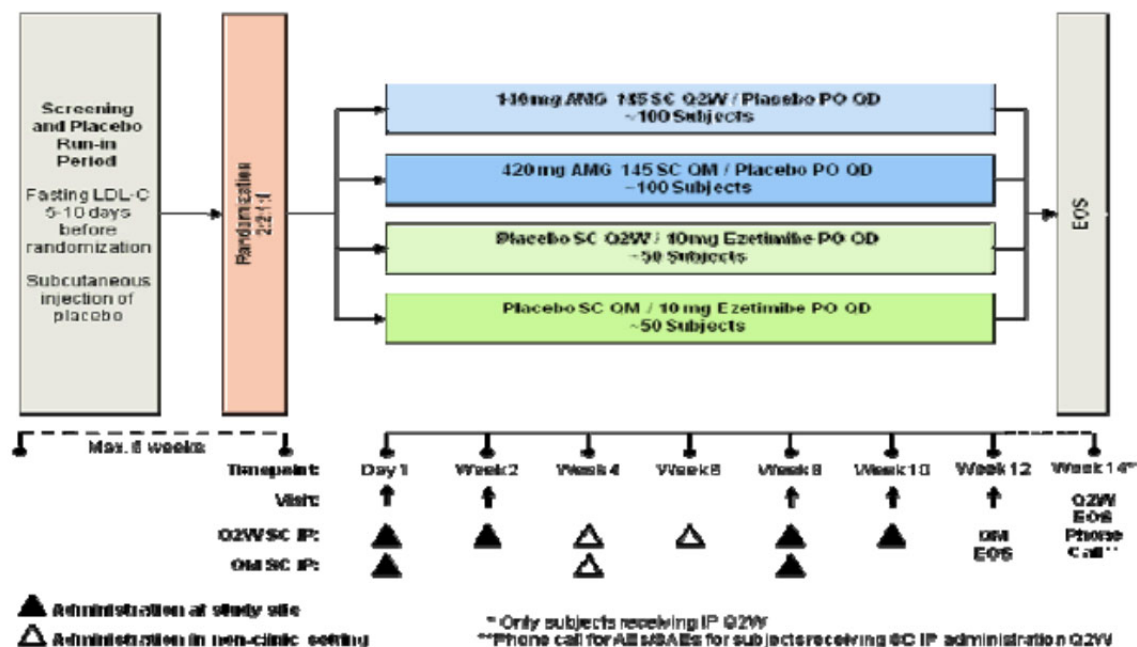 Screening
and Placebo
Run-in
Period
Fasting LDL-C
5-10 days
before
randomization
Subcutaneous
injection of
placebo
Randomization
2:2:1:1
AMG SC Q2W / Placebo PO QD
~100 Subjects
420 mg AMG 145 SC QM / Placebo PO QD
~100 Subjects
Placebo SC Q2W / 10mg Ezetimibe PO QD
~50 Subjects
Placebo SC QM / 10 mg Ezetimibe PO QD
~50 Subjects
EOS
Max. weeks
Timepoint: Day 1 Week 2 Week 4 Week 6 Week 8 Week 10 Week 12 Week 14**
Visit:
Q2W SC IP:
QM SC IP:
QM
EOS
Q2W
EOS
Phone
Call**
Administration at study site
Administration in non-clinic setting
* Only subjects receiving IP Q2W
**Phone call for AEs/SAEs for subjects receiving SC IP administration Q2W